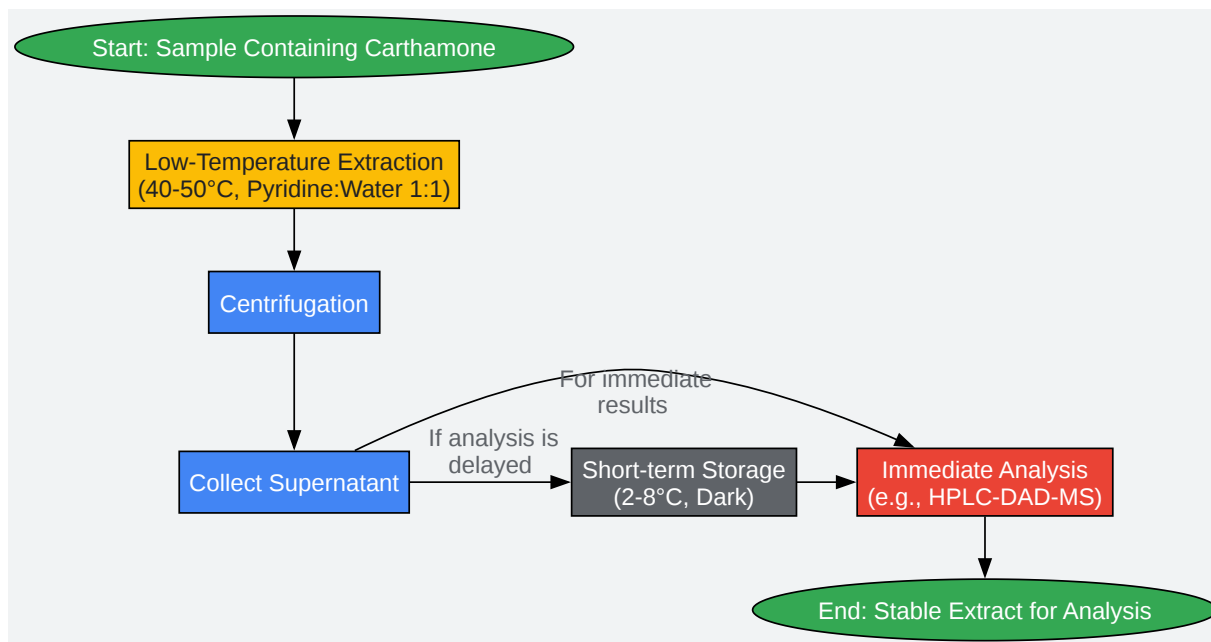 Start: Sample Containing Carthamone
Low-Temperature Extraction
(40-50°C, Pyridine:Water 1:1)
Centrifugation
For immediate
results
If analysis is
delayed
Collect Supernatant
Short-term Storage
(2-8°C, Dark)
Immediate Analysis
(e.g., HPLC-DAD-MS)
End: Stable Extract for Analysis